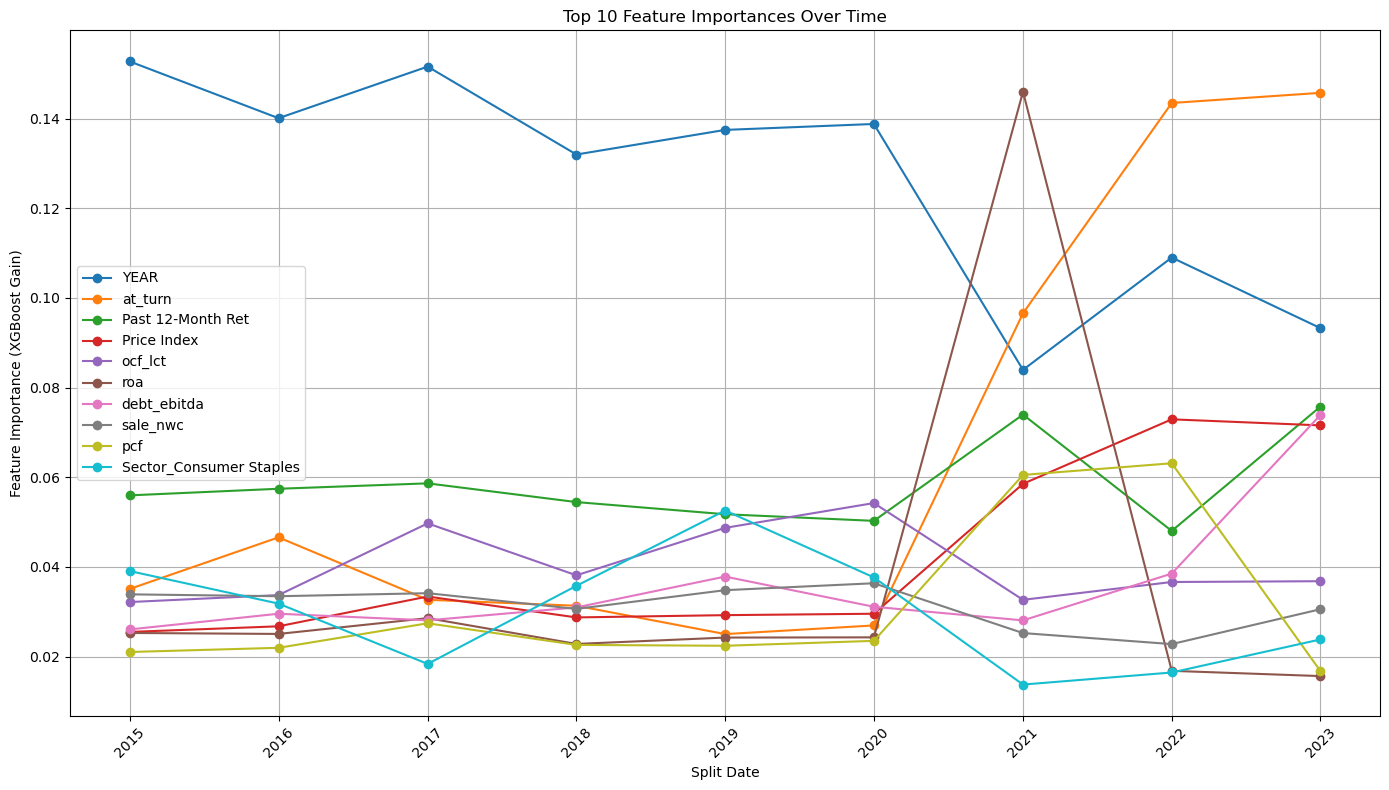 Top 10 Feature Importances Over Time
Feature Importance (XGBoost Gain)
0.14
0.12
0.10
0.08
0.06
0.04
0.02
YEAR
at_turn
Past 12-Month Ret
Price Index
ocf_lct
roa
debt_ebitda
sale_nwc
pcf
Sector_Consumer Staples
2015
2016
2017
2018
2019
2020
2021
2022
2023
Split Date